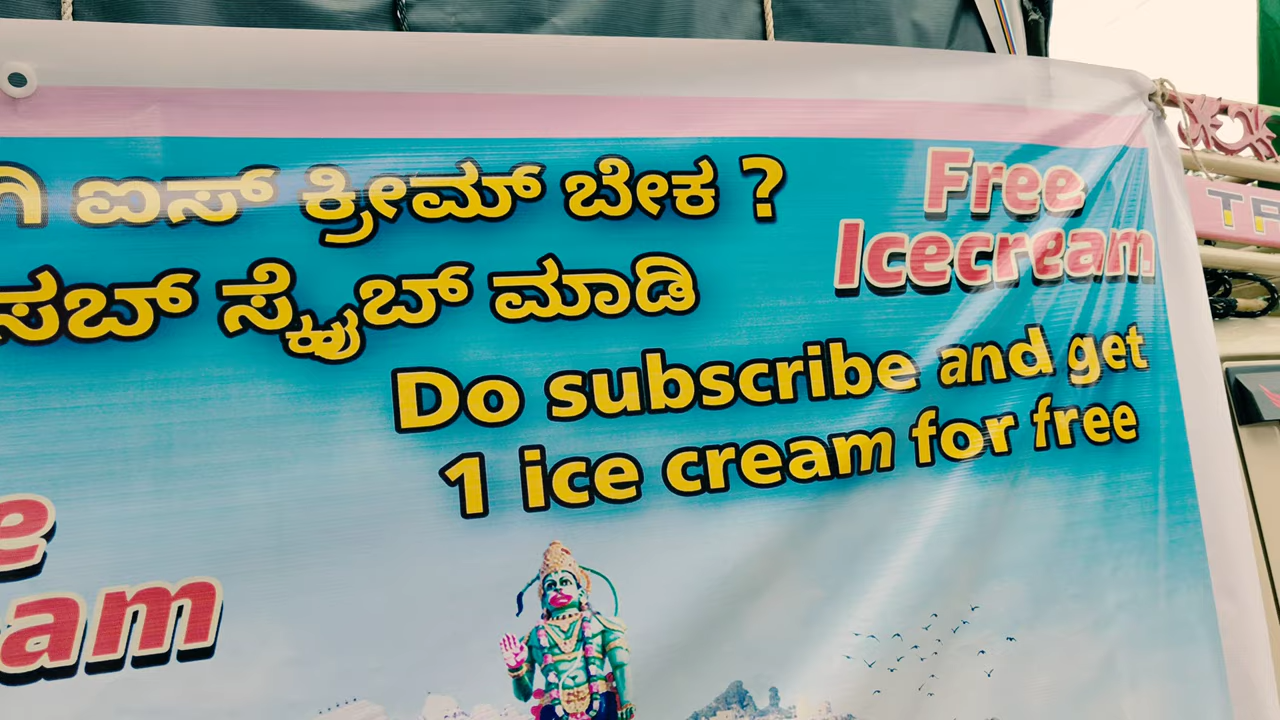 ಐಸ್ ಕ್ರೀಮ್ ಬೇಕ ?
Free
Icecream
ಸಬ್ ಸ್ಕ್ರೈಬ್ ಮಾಡಿ
Do subscribe and get
1 ice cream for free